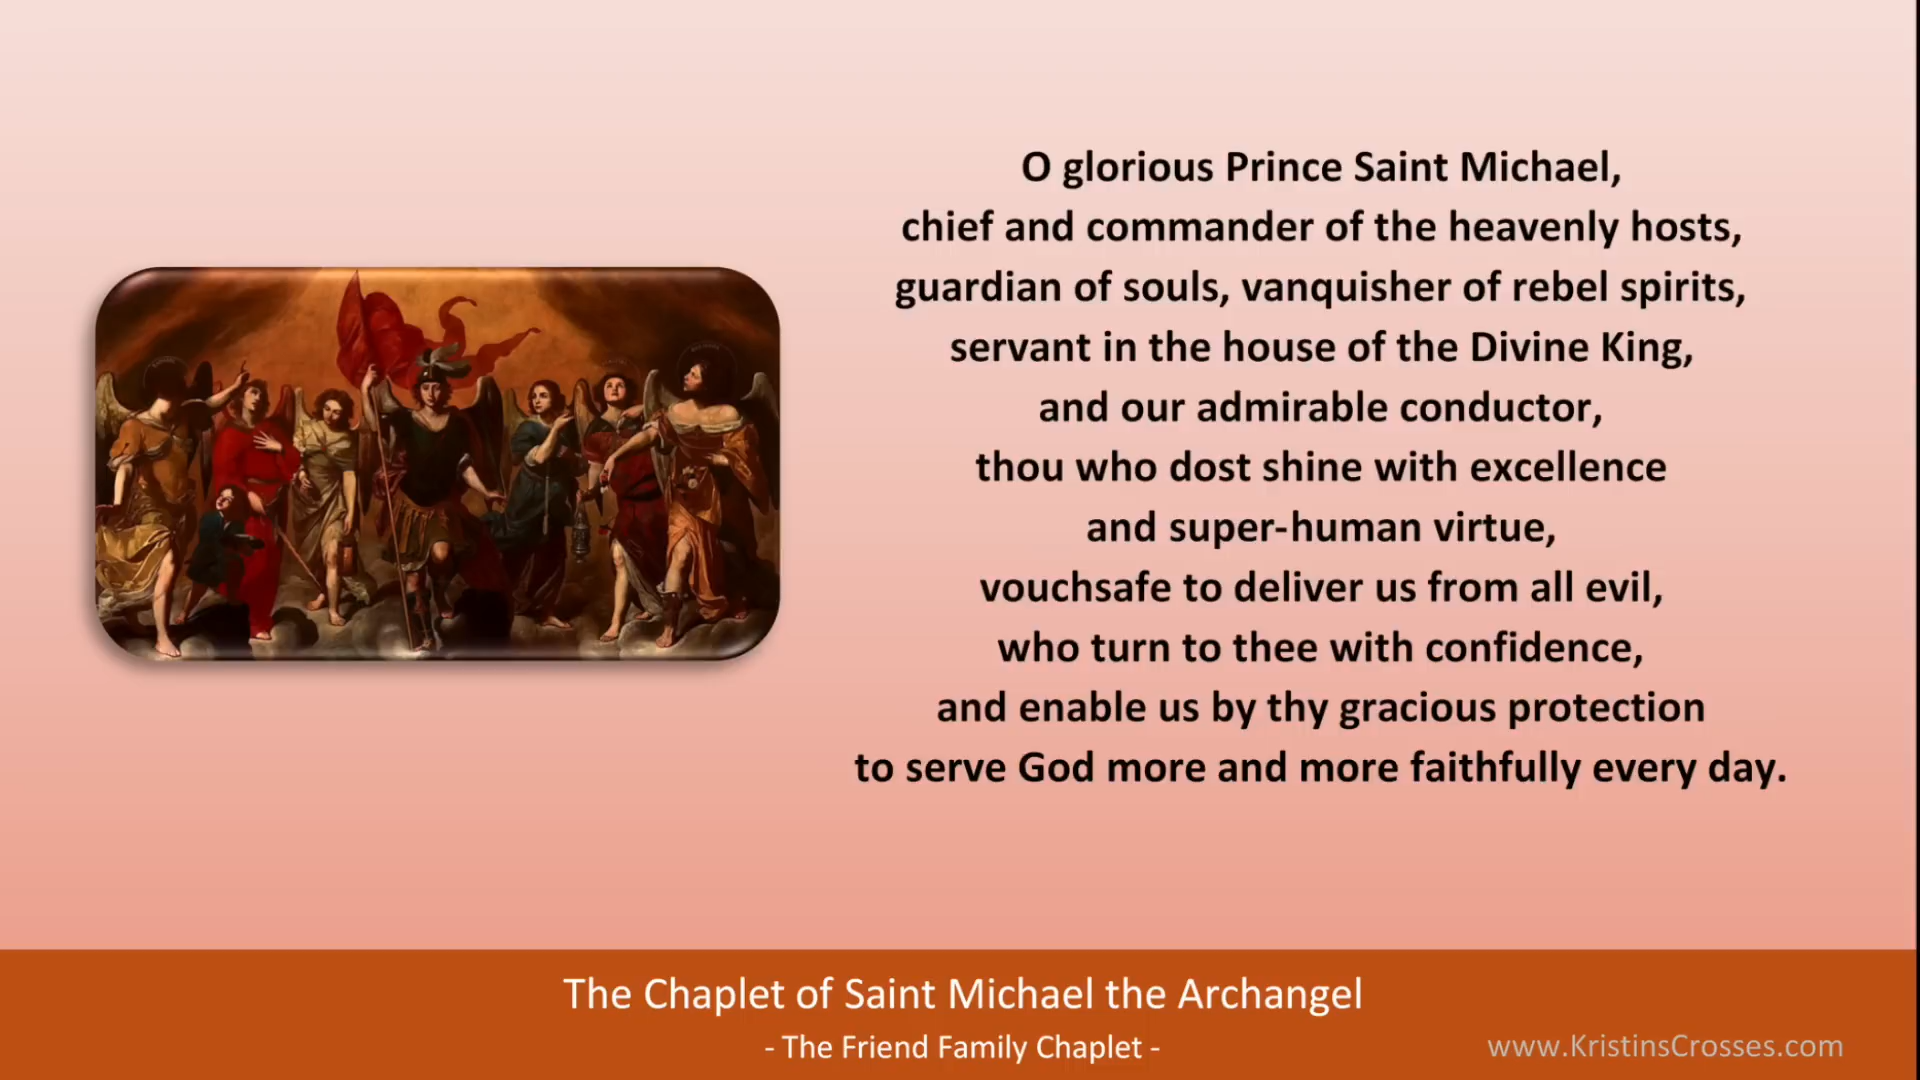 O glorious Prince Saint Michael,
chief and commander of the heavenly hosts,
guardian of souls, vanquisher of rebel spirits,
servant in the house of the Divine King,
and our admirable conductor,
thou who dost shine with excellence
and super-human virtue,
vouchsafe to deliver us from all evil,
who turn to thee with confidence,
and enable us by thy gracious protection
to serve God more and more faithfully every day.
The Chaplet of Saint Michael the Archangel
- The Friend Family Chaplet -
www.KristinsCrosses.com